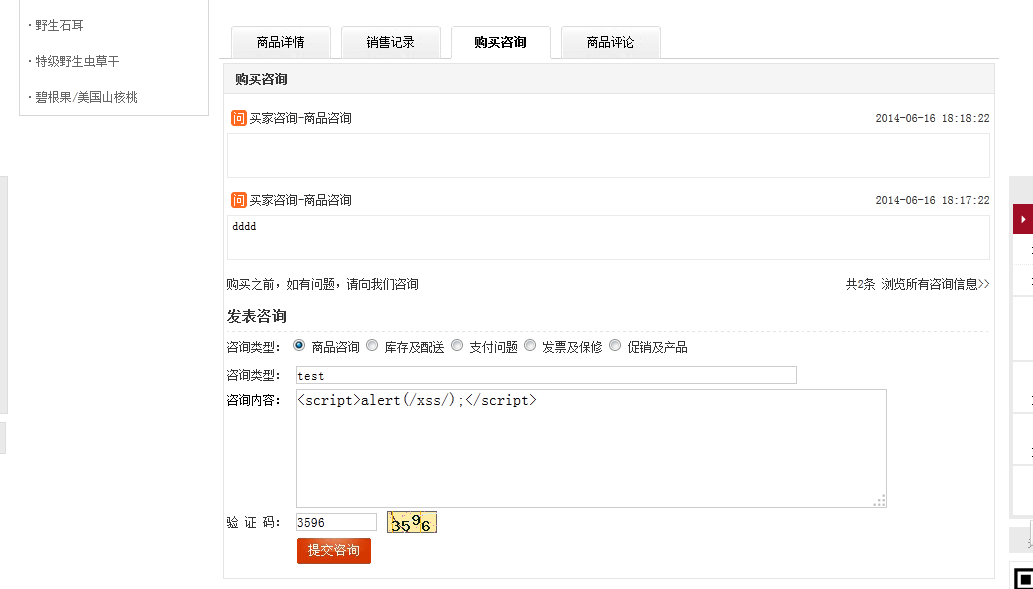 · 野生石耳
· 特级野生虫草干
· 碧根果/美国山核桃
商品详情 销售记录 购买咨询 商品评论
购买咨询
问 买家咨询-商品咨询 2014-06-16 18:18:22
问 买家咨询-商品咨询 2014-06-16 18:17:22
dddd
购买之前，如有问题，请向我们咨询 共2条 浏览所有咨询信息>>
发表咨询
咨询类型： 商品咨询 库存及配送 支付问题 发票及保修 促销及产品
咨询类型： test
咨询内容： <script>alert(/xss/);</script>
验 证 码： 3596 3596
提交咨询